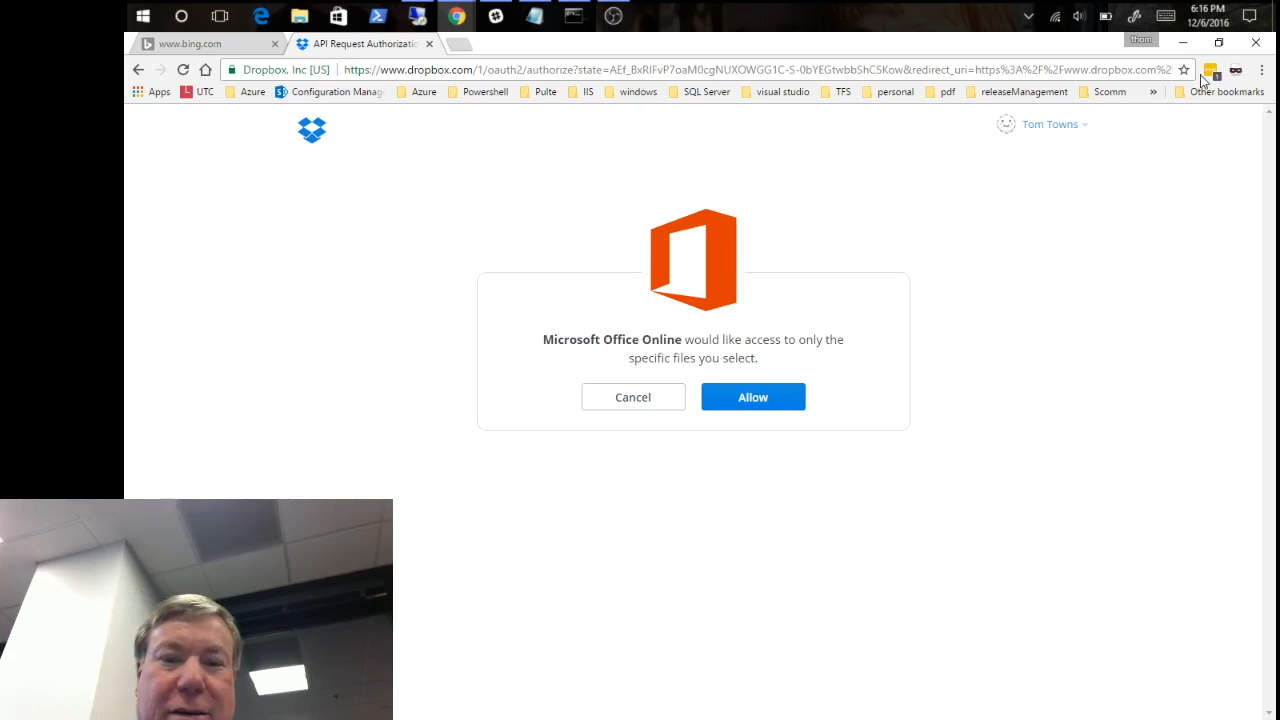 6:16 PM
12/6/2016
www.bing.com
API Request Authorizatio
thom
Dropbox, Inc [US]
https://www.dropbox.com/1/oauth2/authorize?state=AEf_BxRIFvP7oaM0cgNUXOWGG1C-S-0bYEGtwbbShC5Kow&redirect_uri=https%3A%2F%2Fwww.dropbox.com%2
1
Apps UTC Azure Configuration Manag Azure Powershell Pulte IIS windows SQL Server visual studio TFS personal pdf releaseManagement Scomm » Other bookmarks
Tom Towns
Microsoft Office Online would like access to only the
specific files you select.
Cancel Allow